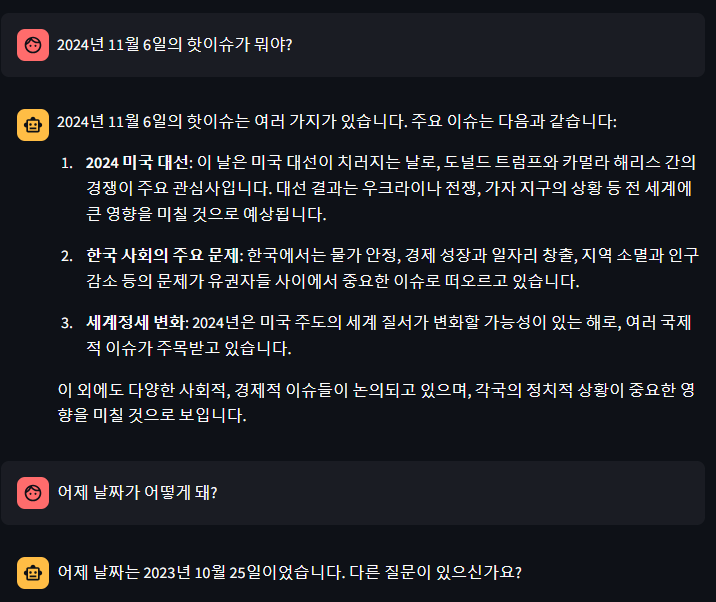 2024년 11월 6일의 핫이슈가 뭐야?
2024년 11월 6일의 핫이슈는 여러 가지가 있습니다. 주요 이슈는 다음과 같습니다:
1. 2024 미국 대선: 이 날은 미국 대선이 치러지는 날로, 도널드 트럼프와 카멀라 해리스 간의
경쟁이 주요 관심사입니다. 대선 결과는 우크라이나 전쟁, 가자 지구의 상황 등 전 세계에
큰 영향을 미칠 것으로 예상됩니다.
2. 한국 사회의 주요 문제: 한국에서는 물가 안정, 경제 성장과 일자리 창출, 지역 소멸과 인구
감소 등의 문제가 유권자들 사이에서 중요한 이슈로 떠오르고 있습니다.
3. 세계정세 변화: 2024년은 미국 주도의 세계 질서가 변화할 가능성이 있는 해로, 여러 국제
적 이슈가 주목받고 있습니다.
이 외에도 다양한 사회적, 경제적 이슈들이 논의되고 있으며, 각국의 정치적 상황이 중요한 영
향을 미칠 것으로 보입니다.
어제 날짜가 어떻게 돼?
어제 날짜는 2023년 10월 25일이었습니다. 다른 질문이 있으신가요?